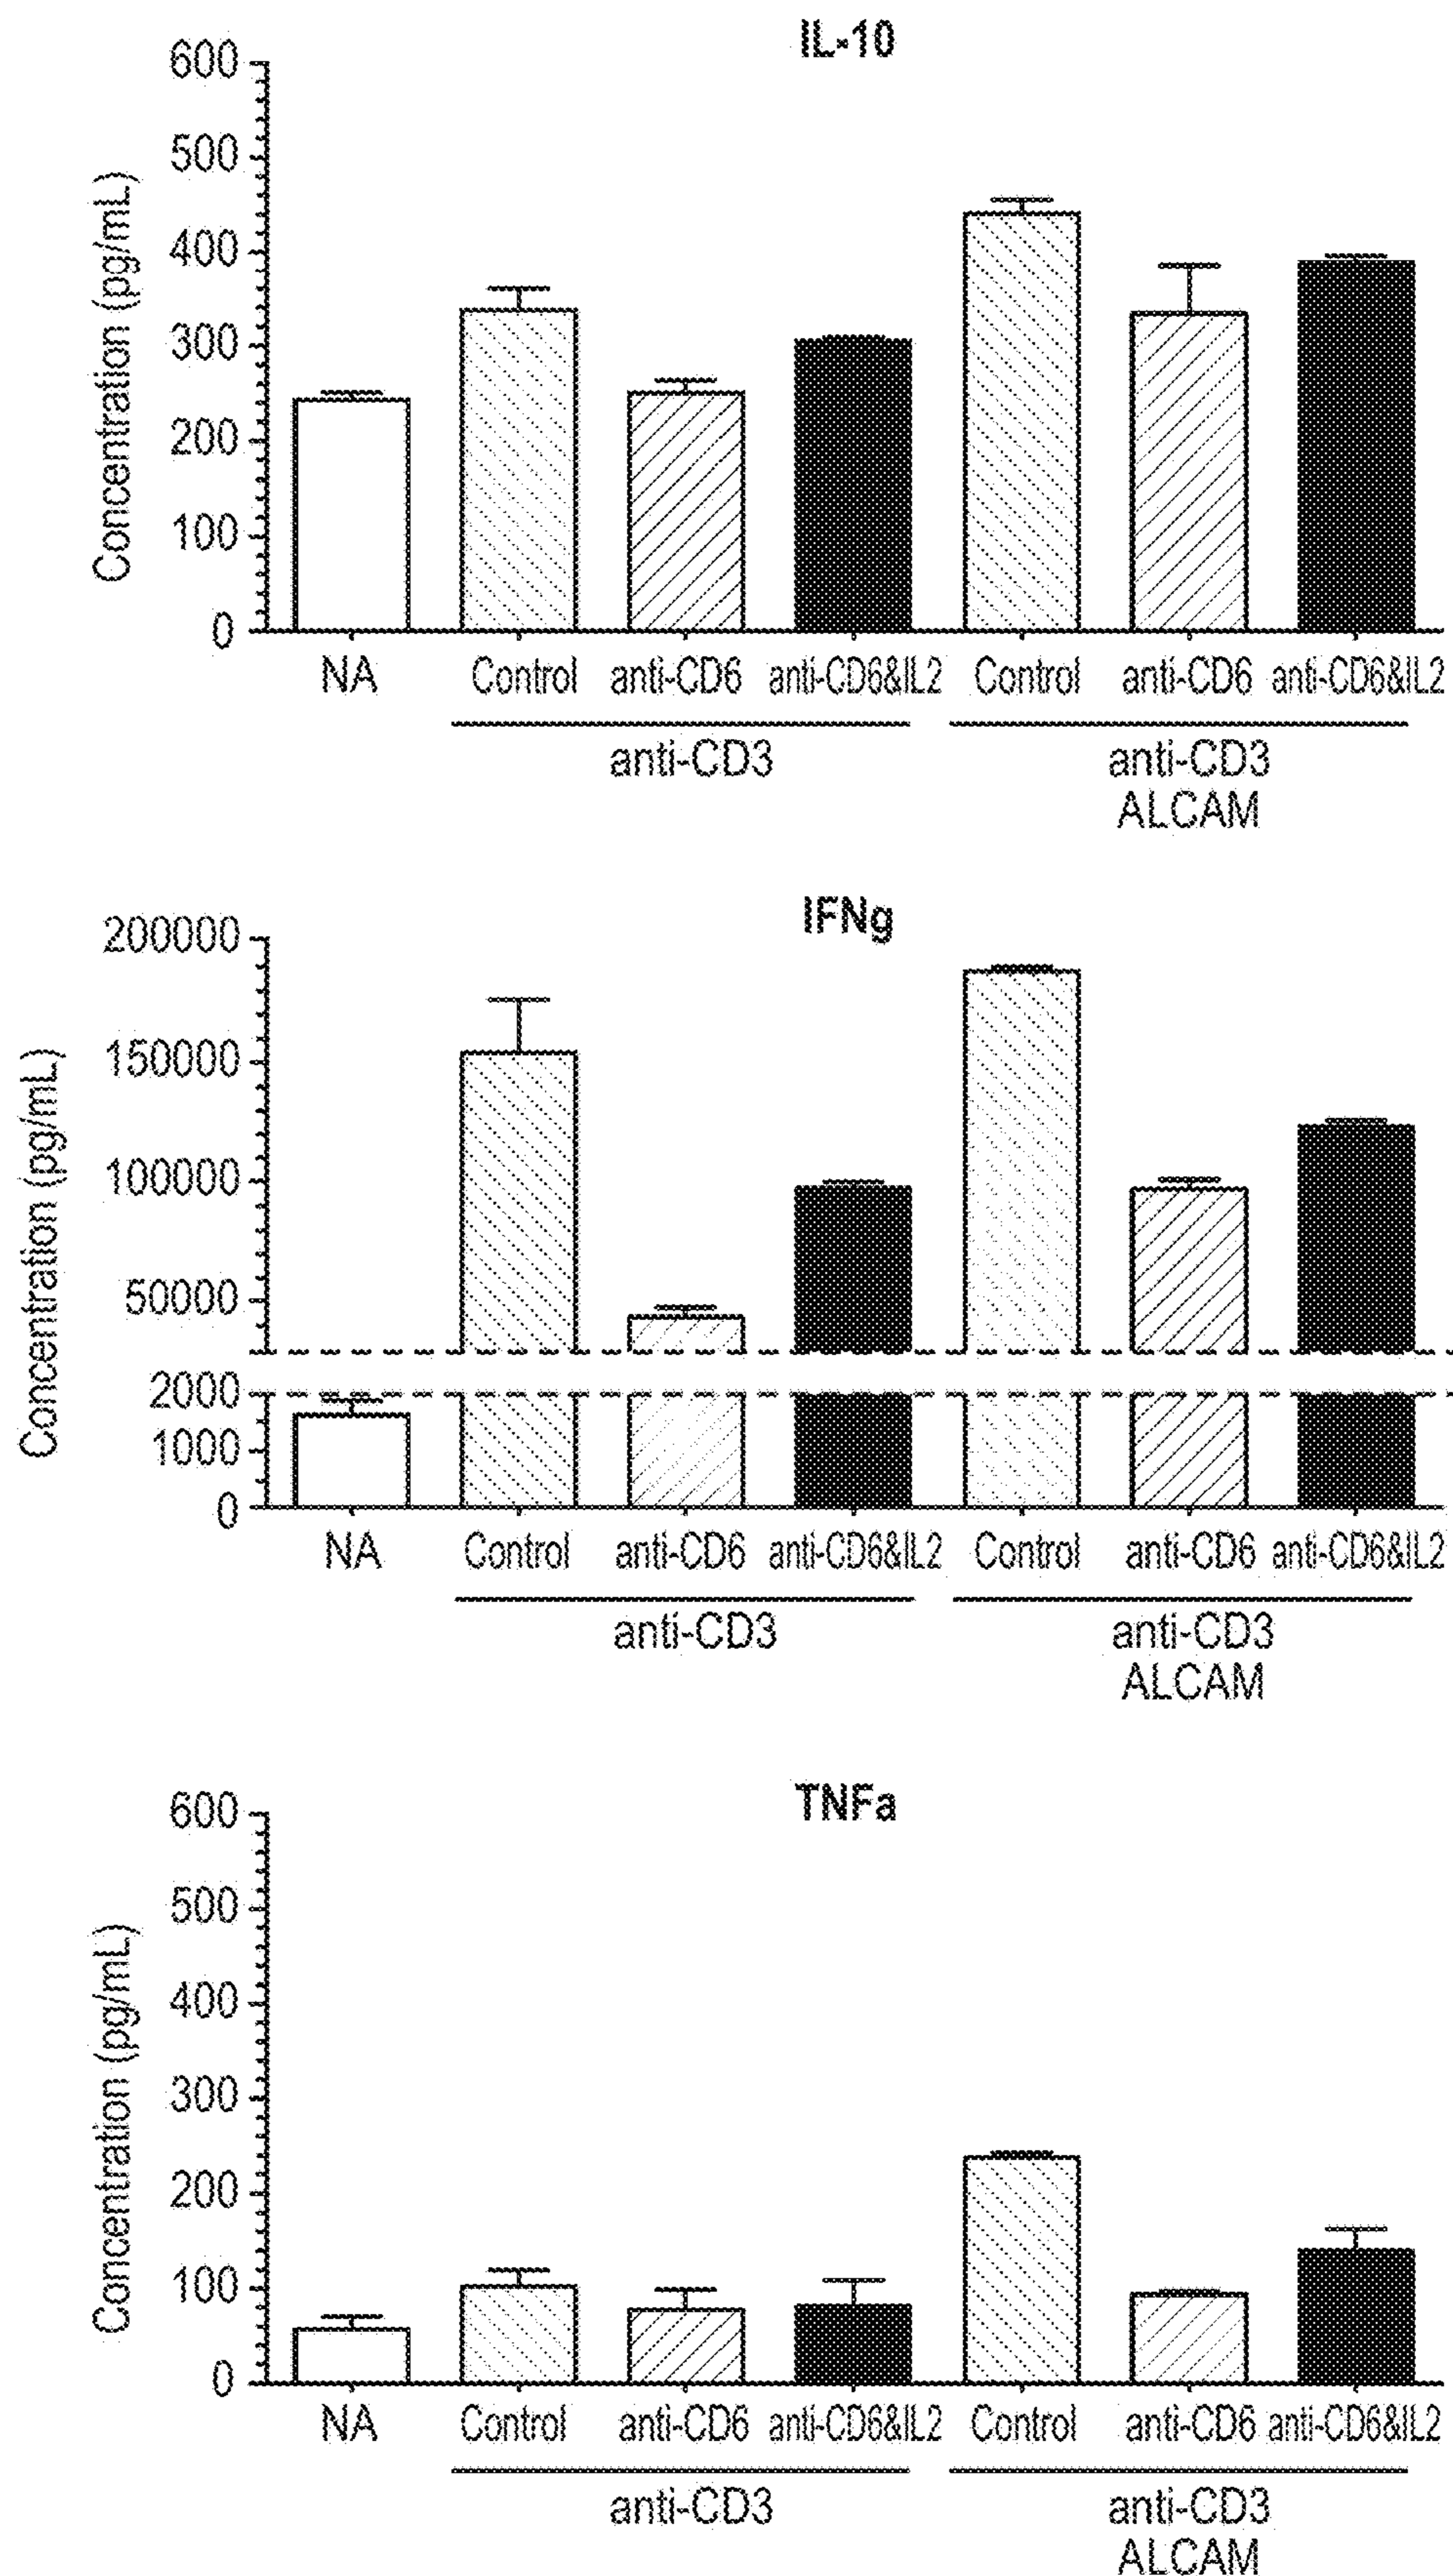 IL-10
Concentration (pg/mL)
600
500
400
300
200
100
0
NA Control anti-CD6 anti-CD6&IL2 Control anti-CD6 anti-CD6&IL2
anti-CD3 anti-CD3
ALCAM
IFNg
Concentration (pg/mL)
200000
150000
100000
50000
2000
1000
0
NA Control anti-CD6 anti-CD6&IL2 Control anti-CD6 anti-CD6&IL2
anti-CD3 anti-CD3
ALCAM
TNFa
Concentration (pg/mL)
600
500
400
300
200
100
0
NA Control anti-CD6 anti-CD6&IL2 Control anti-CD6 anti-CD6&IL2
anti-CD3 anti-CD3
ALCAM